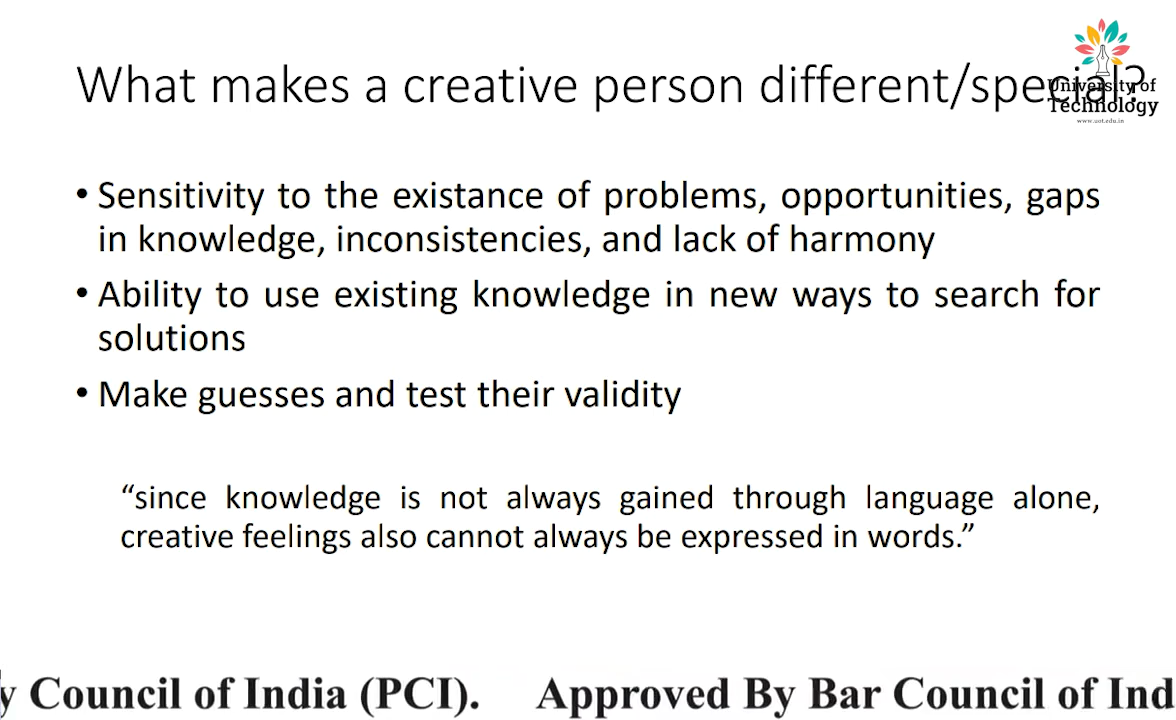 What makes a creative person different/special?
University of
Technology
www.uot.edu.in
• Sensitivity to the existance of problems, opportunities, gaps
in knowledge, inconsistencies, and lack of harmony
• Ability to use existing knowledge in new ways to search for
solutions
• Make guesses and test their validity
“since knowledge is not always gained through language alone,
creative feelings also cannot always be expressed in words.”
y Council of India (PCI). Approved By Bar Council of Ind